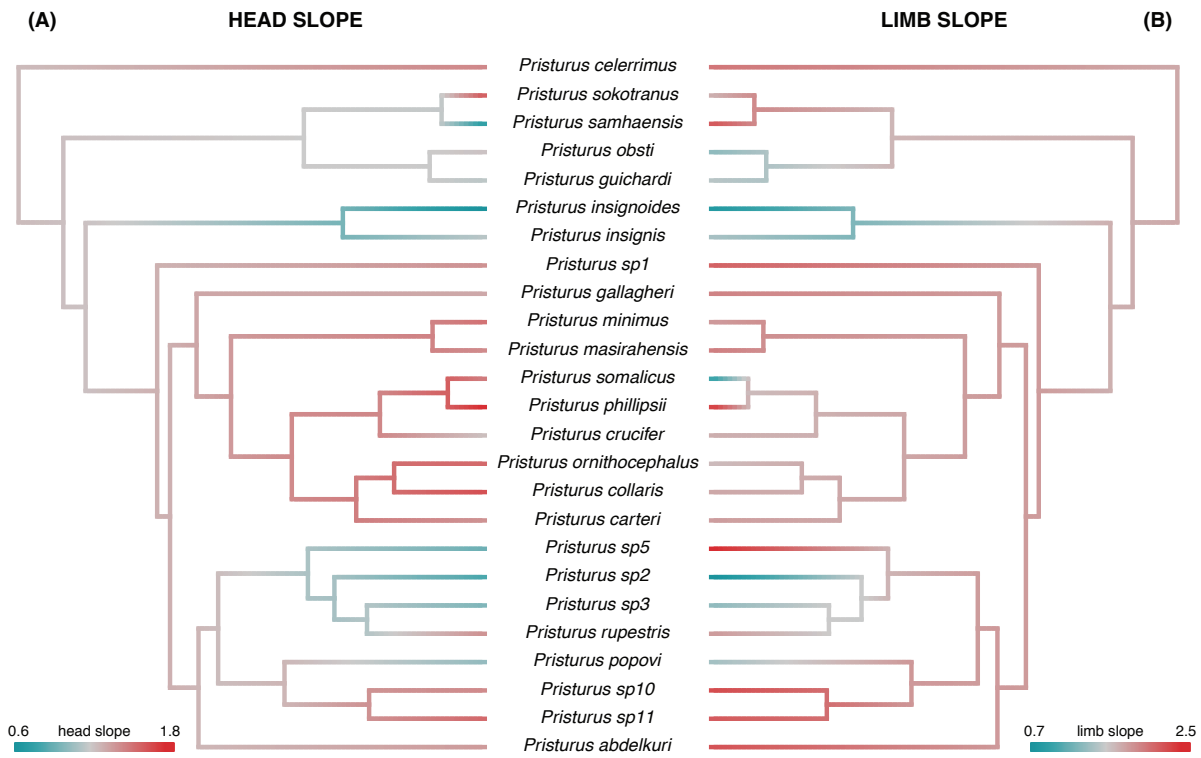 (A) HEAD SLOPE LIMB SLOPE (B)
Pristurus celerrimus
Pristurus sokotranus
Pristurus samhaensis
Pristurus obsti
Pristurus guichardi
Pristurus insignoides
Pristurus insignis
Pristurus sp1
Pristurus gallagheri
Pristurus minimus
Pristurus masirahensis
Pristurus somalicus
Pristurus phillipsii
Pristurus crucifer
Pristurus ornithocephalus
Pristurus collaris
Pristurus carteri
Pristurus sp5
Pristurus sp2
Pristurus sp3
Pristurus rupestris
Pristurus popovi
Pristurus sp10
Pristurus sp11
Pristurus abdelkuri
0.6 head slope 1.8
0.7 limb slope 2.5